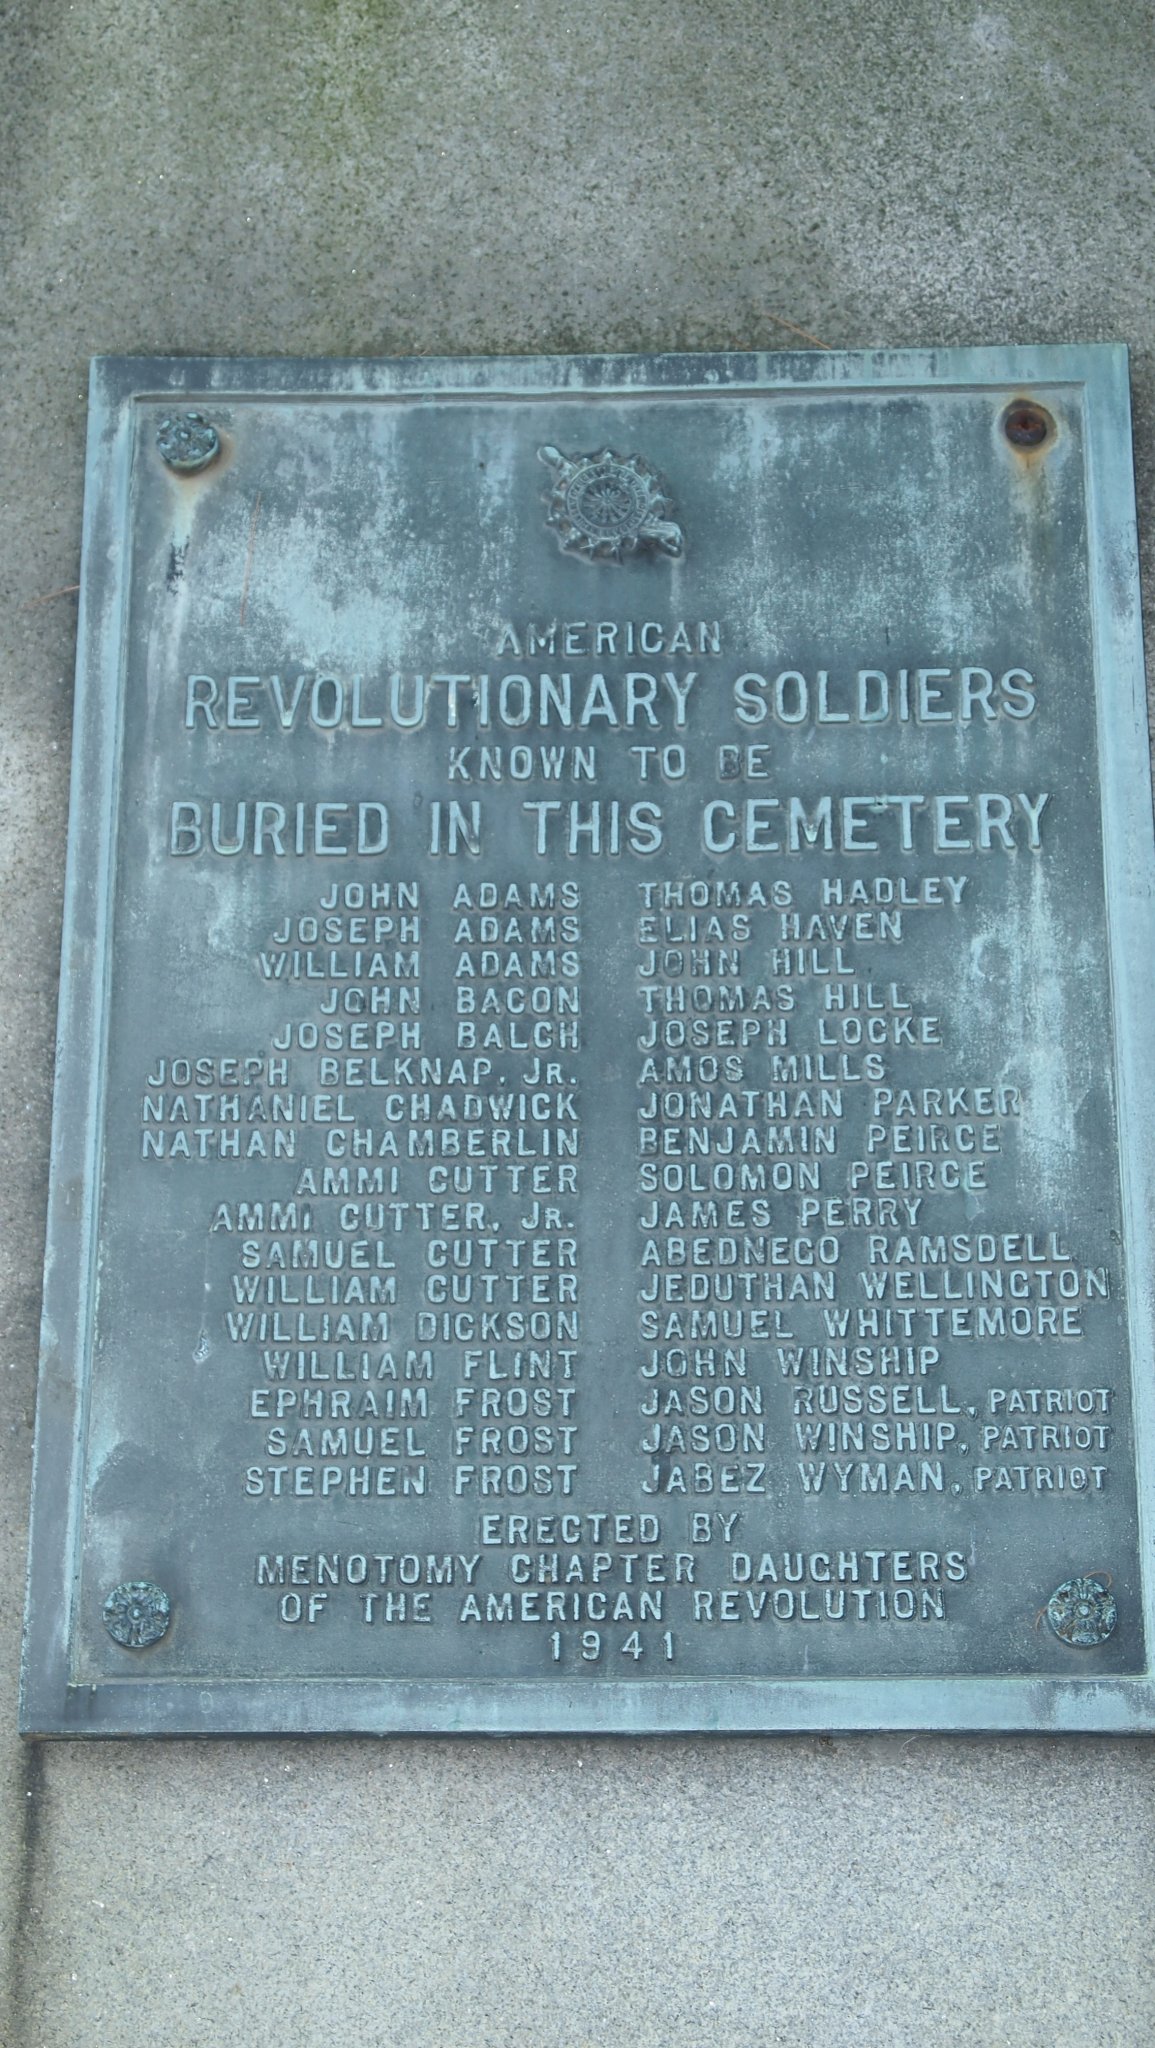 AMERICAN
REVOLUTIONARY SOLDIERS
KNOWN TO BE
BURIED IN THIS CEMETERY
JOHN ADAMS
JOSEPH ADAMS
WILLIAM ADAMS
JOHN BACON
JOSEPH BALCH
JOSEPH BELKNAP, JR.
NATHANIEL CHADWICK
NATHAN CHAMBERLIN
AMMI CUTTER
AMMI CUTTER, JR.
SAMUEL CUTTER
WILLIAM CUTTER
WILLIAM DICKSON
WILLIAM FLINT
EPHRAIM FROST
SAMUEL FROST
STEPHEN FROST
THOMAS HADLEY
ELIAS HAVEN
JOHN HILL
THOMAS HILL
JOSEPH LOCKE
AMOS MILLS
JONATHAN PARKER
BENJAMIN PEIRCE
SOLOMON PEIRCE
JAMES PERRY
ABEDNEGO RAMSDELL
JEDUTHAN WELLINGTON
SAMUEL WHITTEMORE
JOHN WINSHIP
JASON RUSSELL, PATRIOT
JASON WINSHIP, PATRIOT
JABEZ WYMAN, PATRIOT
ERECTED BY
MENOTOMY CHAPTER DAUGHTERS
OF THE AMERICAN REVOLUTION
1941